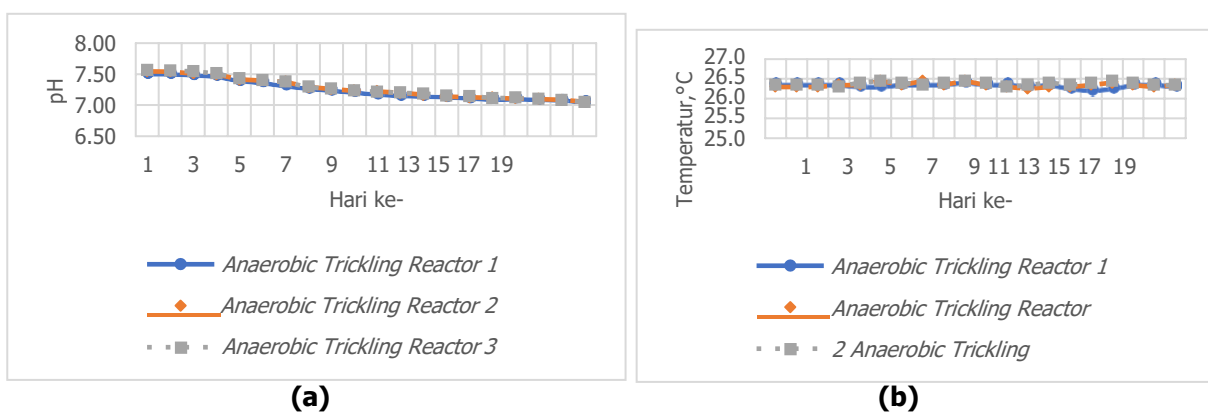 8.00
7.50
7.00
6.50
pH
1 3 5 7 9 11 13 15 17 19
Hari ke-
Anaerobic Trickling Reactor 1
Anaerobic Trickling Reactor 2
Anaerobic Trickling Reactor 3
(a)
27.0
26.5
26.0
25.5
25.0
Temperatur,°C
1 3 5 7 9 11 13 15 17 19
Hari ke-
Anaerobic Trickling Reactor 1
Anaerobic Trickling Reactor
2 Anaerobic Trickling
(b)